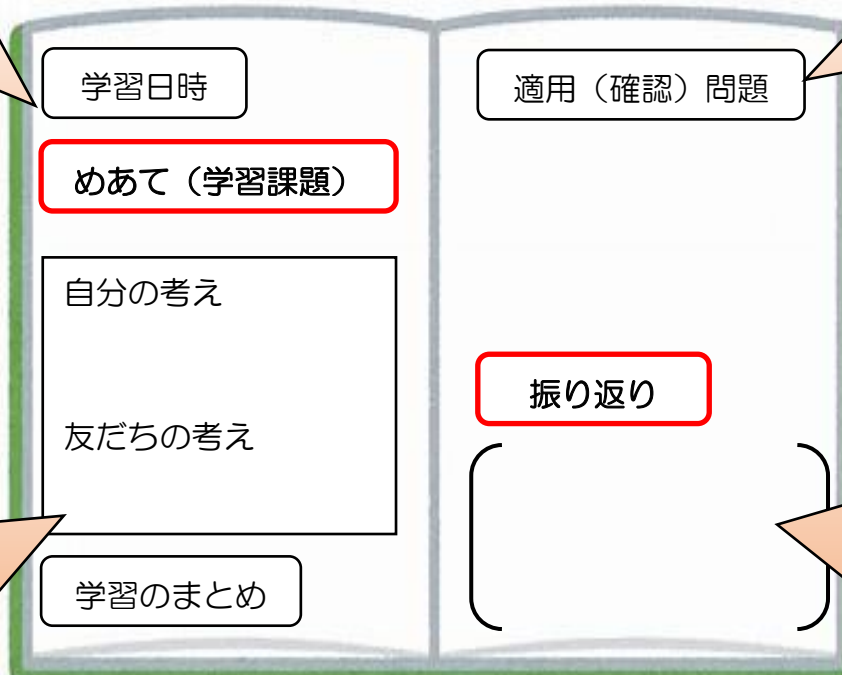 学習日時
めあて（学習課題）
自分の考え
友だちの考え
学習のまとめ
適用（確認）問題
振り返り